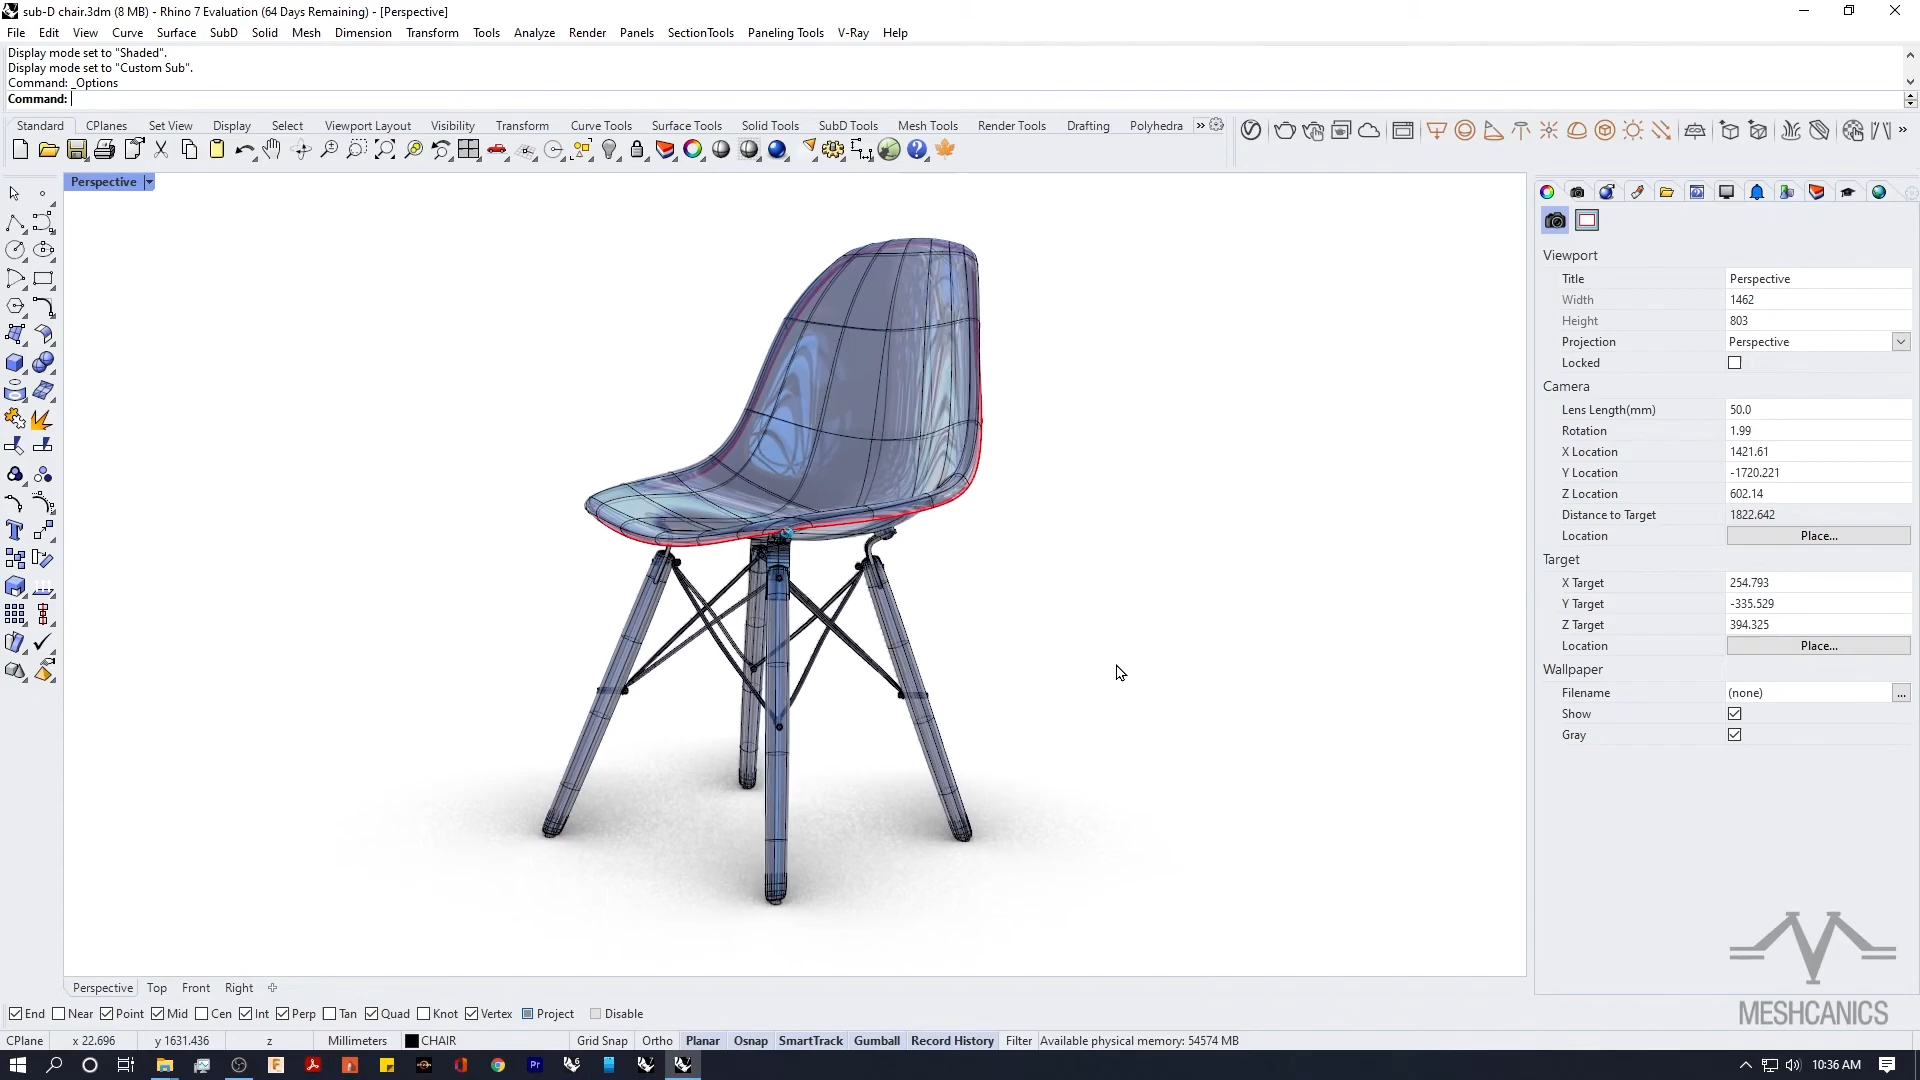 sub-D chair.3dm (8 MB) - Rhino 7 Evaluation (64 Days Remaining) - [Perspective]
File Edit View Curve Surface SubD Solid Mesh Dimension Transform Tools Analyze Render Panels SectionTools Paneling Tools V-Ray Help
Display mode set to "Shaded".
Display mode set to "Custom Sub".
Command: _Options
Command:
Standard CPlanes Set View Display Select Viewport Layout Visibility Transform Curve Tools Surface Tools Solid Tools SubD Tools Mesh Tools Render Tools Drafting Polyhedra
Perspective
Viewport
Title Perspective
Width 1462
Height 803
Projection Perspective
Locked
Camera
Lens Length(mm) 50.0
Rotation 1.99
X Location 1421.61
Y Location -1720.221
Z Location 602.14
Distance to Target 1822.642
Location Place...
Target
X Target 254.793
Y Target -335.529
Z Target 394.325
Location Place...
Wallpaper
Filename (none) ...
Show
Gray
MESHCANICS
Perspective Top Front Right
End Near Point Mid Cen Int Perp Tan Quad Knot Vertex Project Disable
CPlane x 22.696 y 1631.436 z Millimeters CHAIR Grid Snap Ortho Planar Osnap SmartTrack Gumball Record History Filter Available physical memory: 54574 MB
10:36 AM